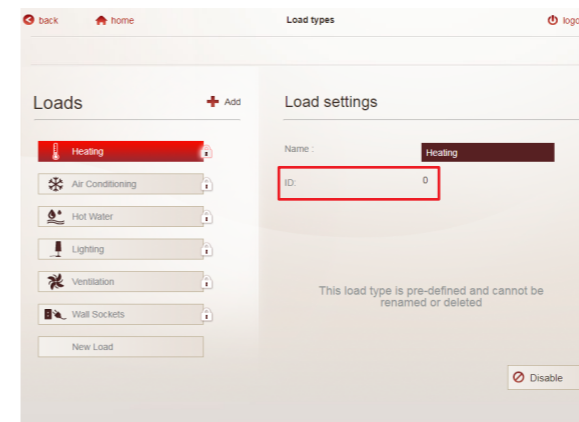 back home Load types logo
Loads Add Load settings
Heating Name : Heating
Air Conditioning ID: 0
Hot Water
Lighting
Ventilation
This load type is pre-defined and cannot be
renamed or deleted
Wall Sockets
New Load
Disable